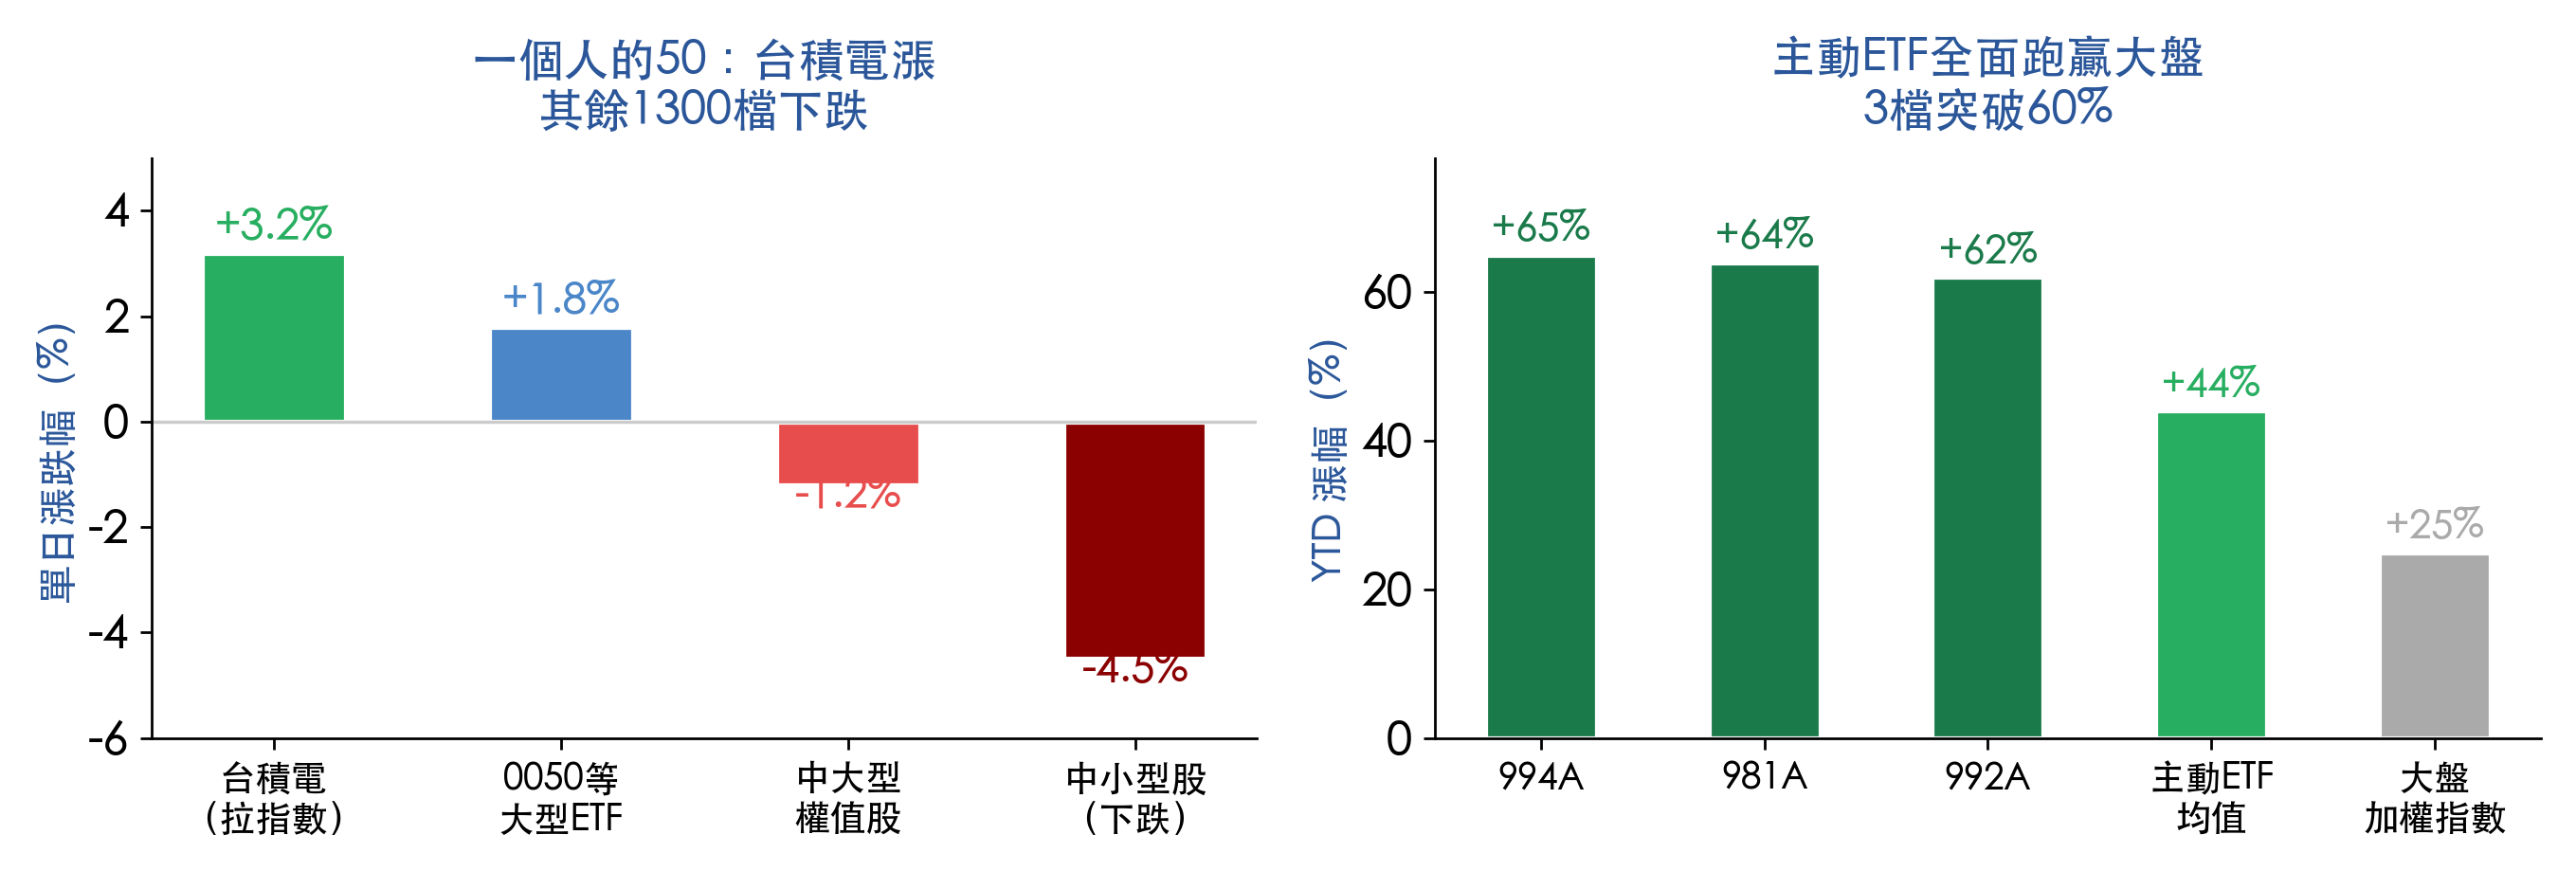 一個人的50：台積電漲
其餘1300檔下跌
單日漲跌幅 (%)
4
2
0
-2
-4
-6
+3.2%
+1.8%
-1.2%
-4.5%
台積電
（拉指數）
0050等
大型ETF
中大型
權值股
中小型股
（下跌）
主動ETF全面跑贏大盤
3檔突破60%
YTD 漲幅 (%)
60
40
20
0
+65%
+64%
+62%
+44%
+25%
994A
981A
992A
主動ETF
均值
大盤
加權指數